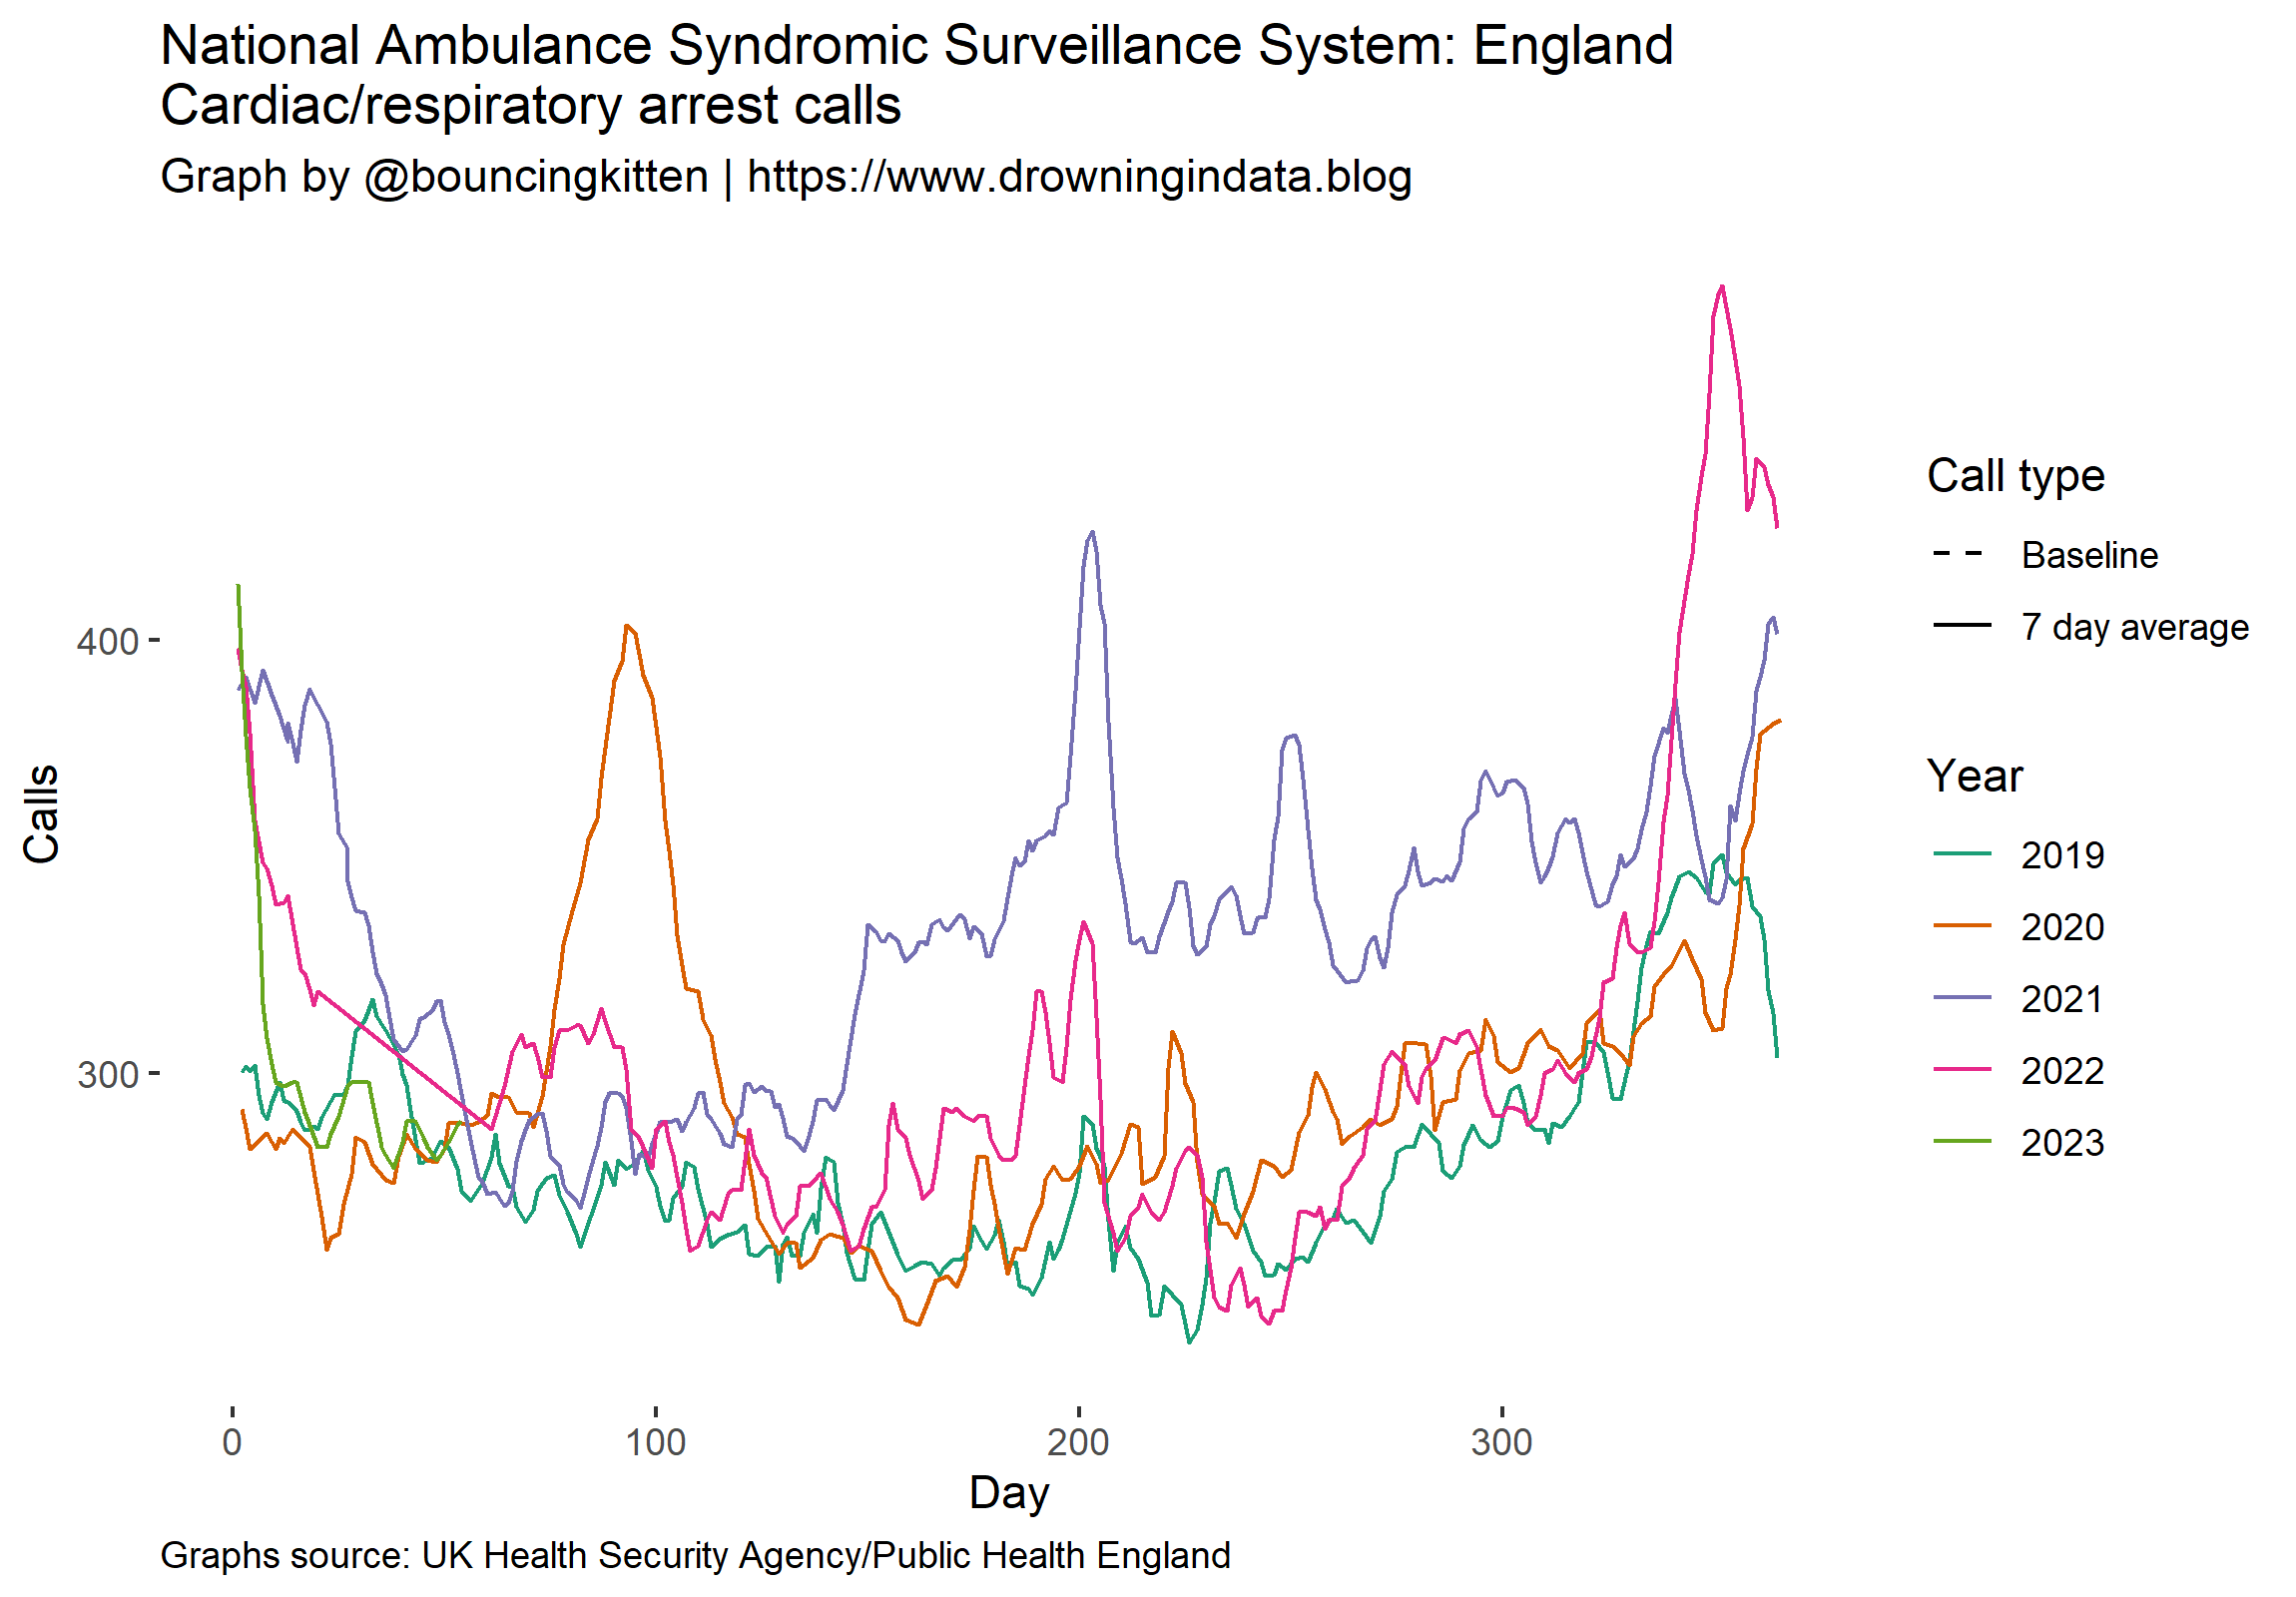 National Ambulance Syndromic Surveillance System: England
Cardiac/respiratory arrest calls
Graph by @bouncingkitten | https://www.drowningindata.blog
Calls
400
300
0 100 200 300
Day
Call type
Baseline
7 day average
Year
2019
2020
2021
2022
2023
Graphs source: UK Health Security Agency/Public Health England